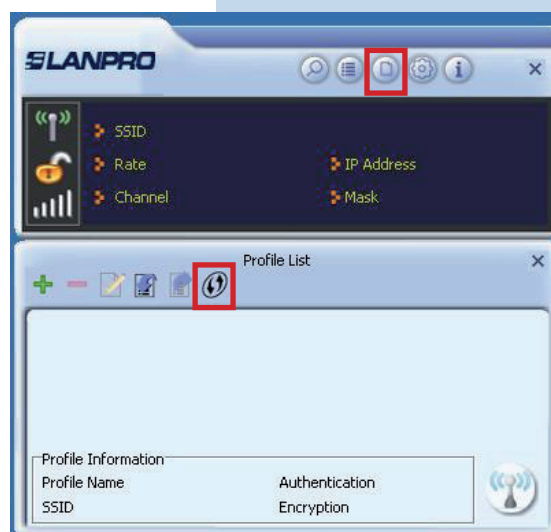 LANPRO
SSID
Rate IP Address
Channel Mask
Profile List
Profile Information
Profile Name Authentication
SSID Encryption